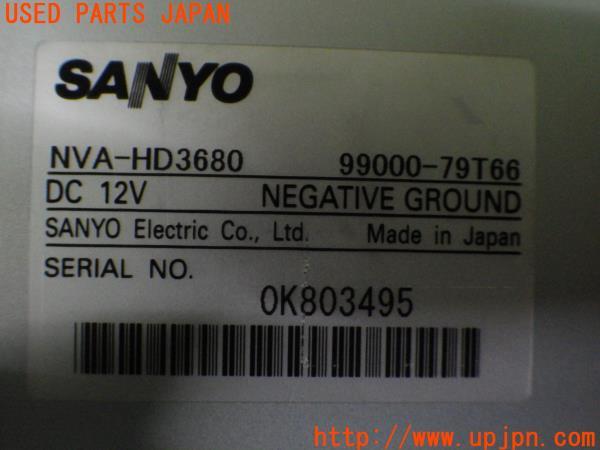 USED PARTS JAPAN
SANYO
NVA-HD3680 99000-79T66
DC 12V NEGATIVE GROUND
SANYO Electric Co., Ltd. Made in Japan
SERIAL NO.
0K803495
http://www.upjpn.com